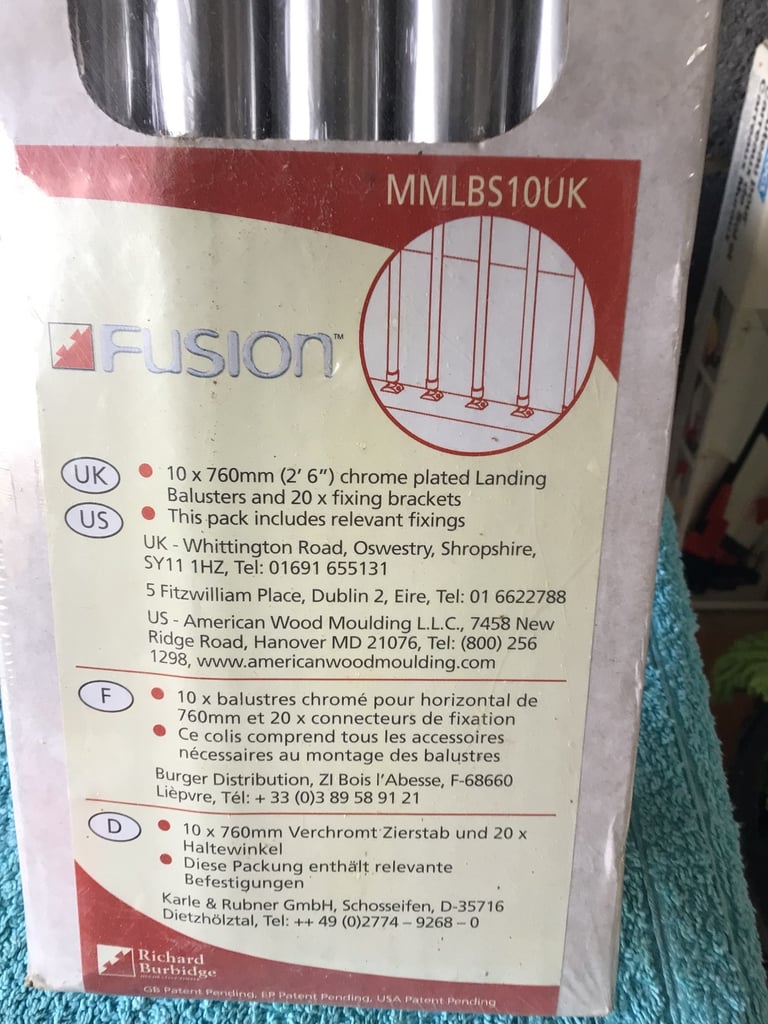 MMLBS10UK
Fusion™
UK
US
• 10 x 760mm (2' 6") chrome plated Landing
Balusters and 20 x fixing brackets
• This pack includes relevant fixings
UK - Whittington Road, Oswestry, Shropshire,
SY11 1HZ, Tel: 01691 655131
5 Fitzwilliam Place, Dublin 2, Eire, Tel: 01 6622788
US - American Wood Moulding L.L.C., 7458 New
Ridge Road, Hanover MD 21076, Tel: (800) 256
1298, www.americanwoodmoulding.com
F
• 10 x balustres chromé pour horizontal de
760mm et 20 x connecteurs de fixation
• Ce colis comprend tous les accessoires
nécessaires au montage des balustres
Burger Distribution, ZI Bois l'Abesse, F-68660
Lièpvre, Tél: + 33 (0)3 89 58 91 21
D
• 10 x 760mm Verchromt Zierstab und 20 x
Haltewinkel
• Diese Packung enthält relevante
Befestigungen
Karle & Rubner GmbH, Schosseifen, D-35716
Dietzhölztal, Tel: ++ 49 (0)2774 – 9268 – 0
Richard
Burbidge
GB Patent Pending, EP Patent Pending, USA Patent Pending